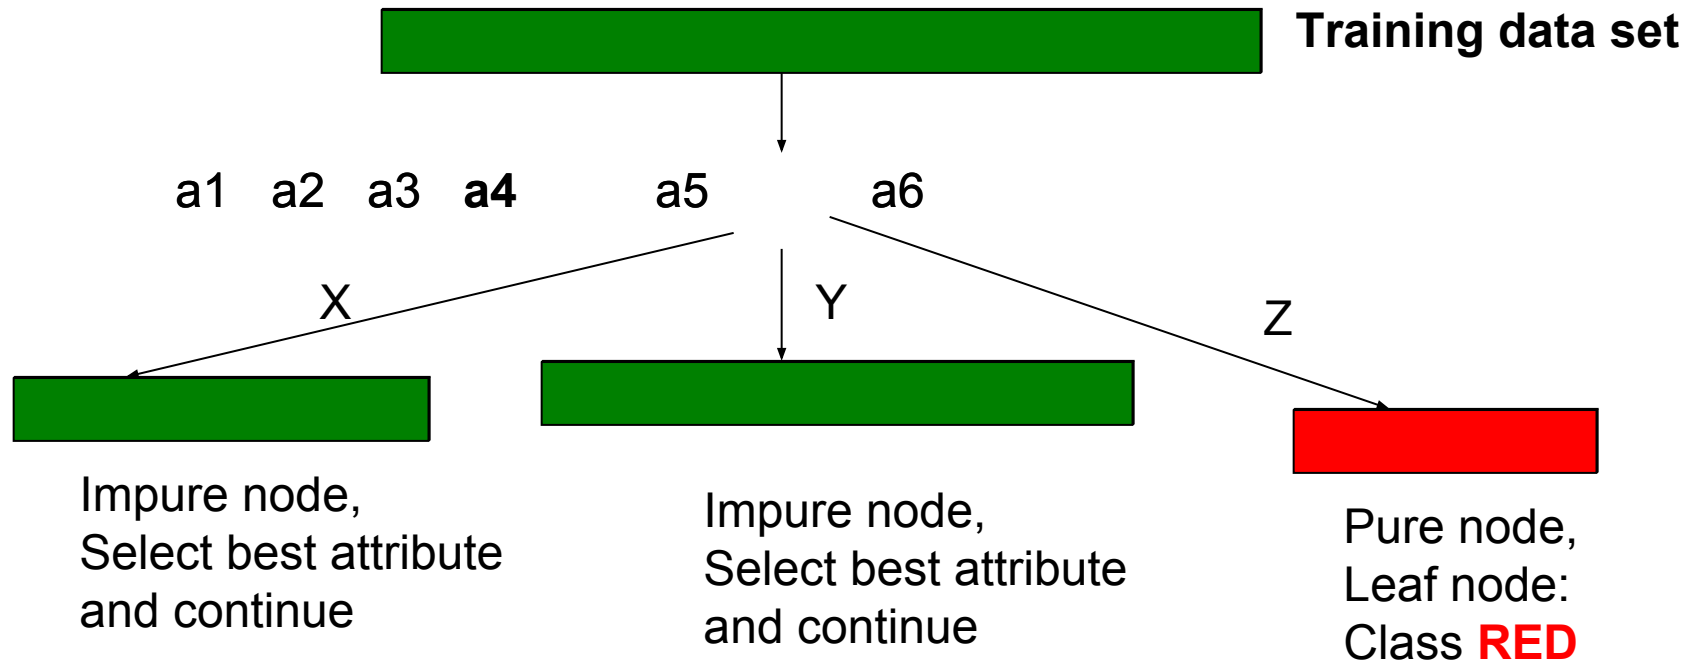 Training data set
a1 a2 a3 a4 a5 a6
X Y Z
Impure node,
Select best attribute
and continue
Impure node,
Select best attribute
and continue
Pure node,
Leaf node:
Class RED